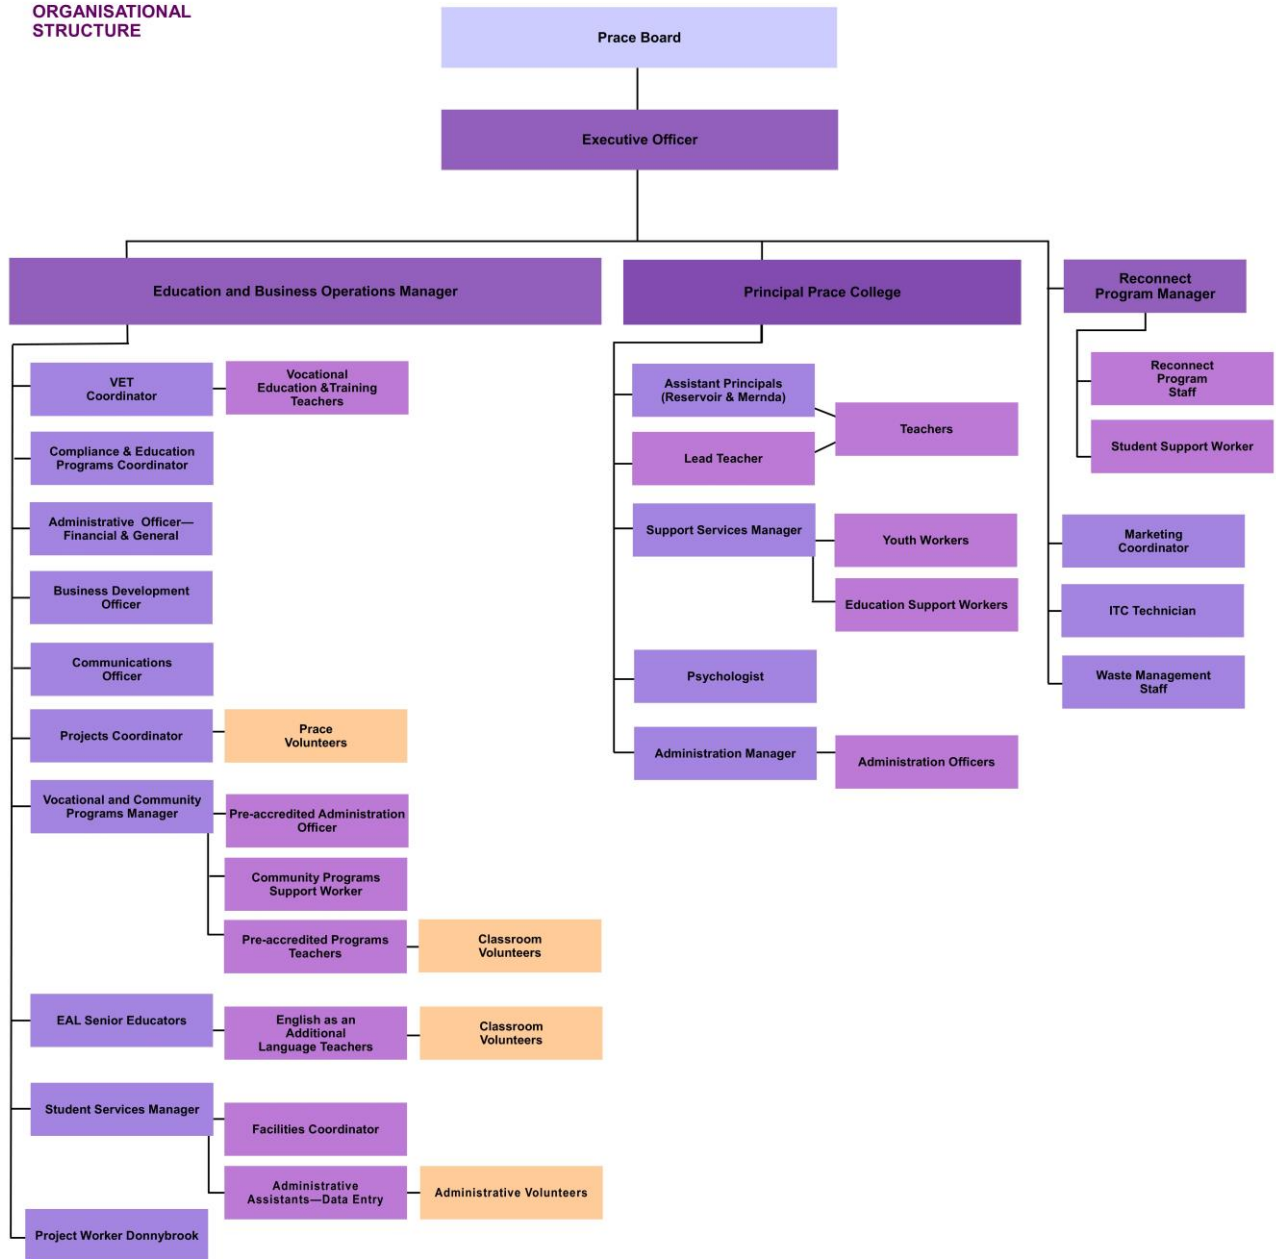 ORGANISATIONAL
STRUCTURE
Prace Board
Executive Officer
Education and Business Operations Manager
VET
Coordinator
Vocational
Education &Training
Teachers
Compliance & Education
Programs Coordinator
Administrative Officer—
Financial & General
Business Development
Officer
Communications
Officer
Projects Coordinator
Prace
Volunteers
Vocational and Community
Programs Manager
Pre-accredited Administration
Officer
Community Programs
Support Worker
Pre-accredited Programs
Teachers
Classroom
Volunteers
EAL Senior Educators
English as an
Additional
Language Teachers
Classroom
Volunteers
Student Services Manager
Facilities Coordinator
Administrative
Assistants—Data Entry
Administrative Volunteers
Project Worker Donnybrook
Principal Prace College
Assistant Principals
(Reservoir & Mernda)
Lead Teacher
Teachers
Support Services Manager
Youth Workers
Education Support Workers
Psychologist
Administration Manager
Administration Officers
Reconnect
Program Manager
Reconnect
Program
Staff
Student Support Worker
Marketing
Coordinator
ITC Technician
Waste Management
Staff